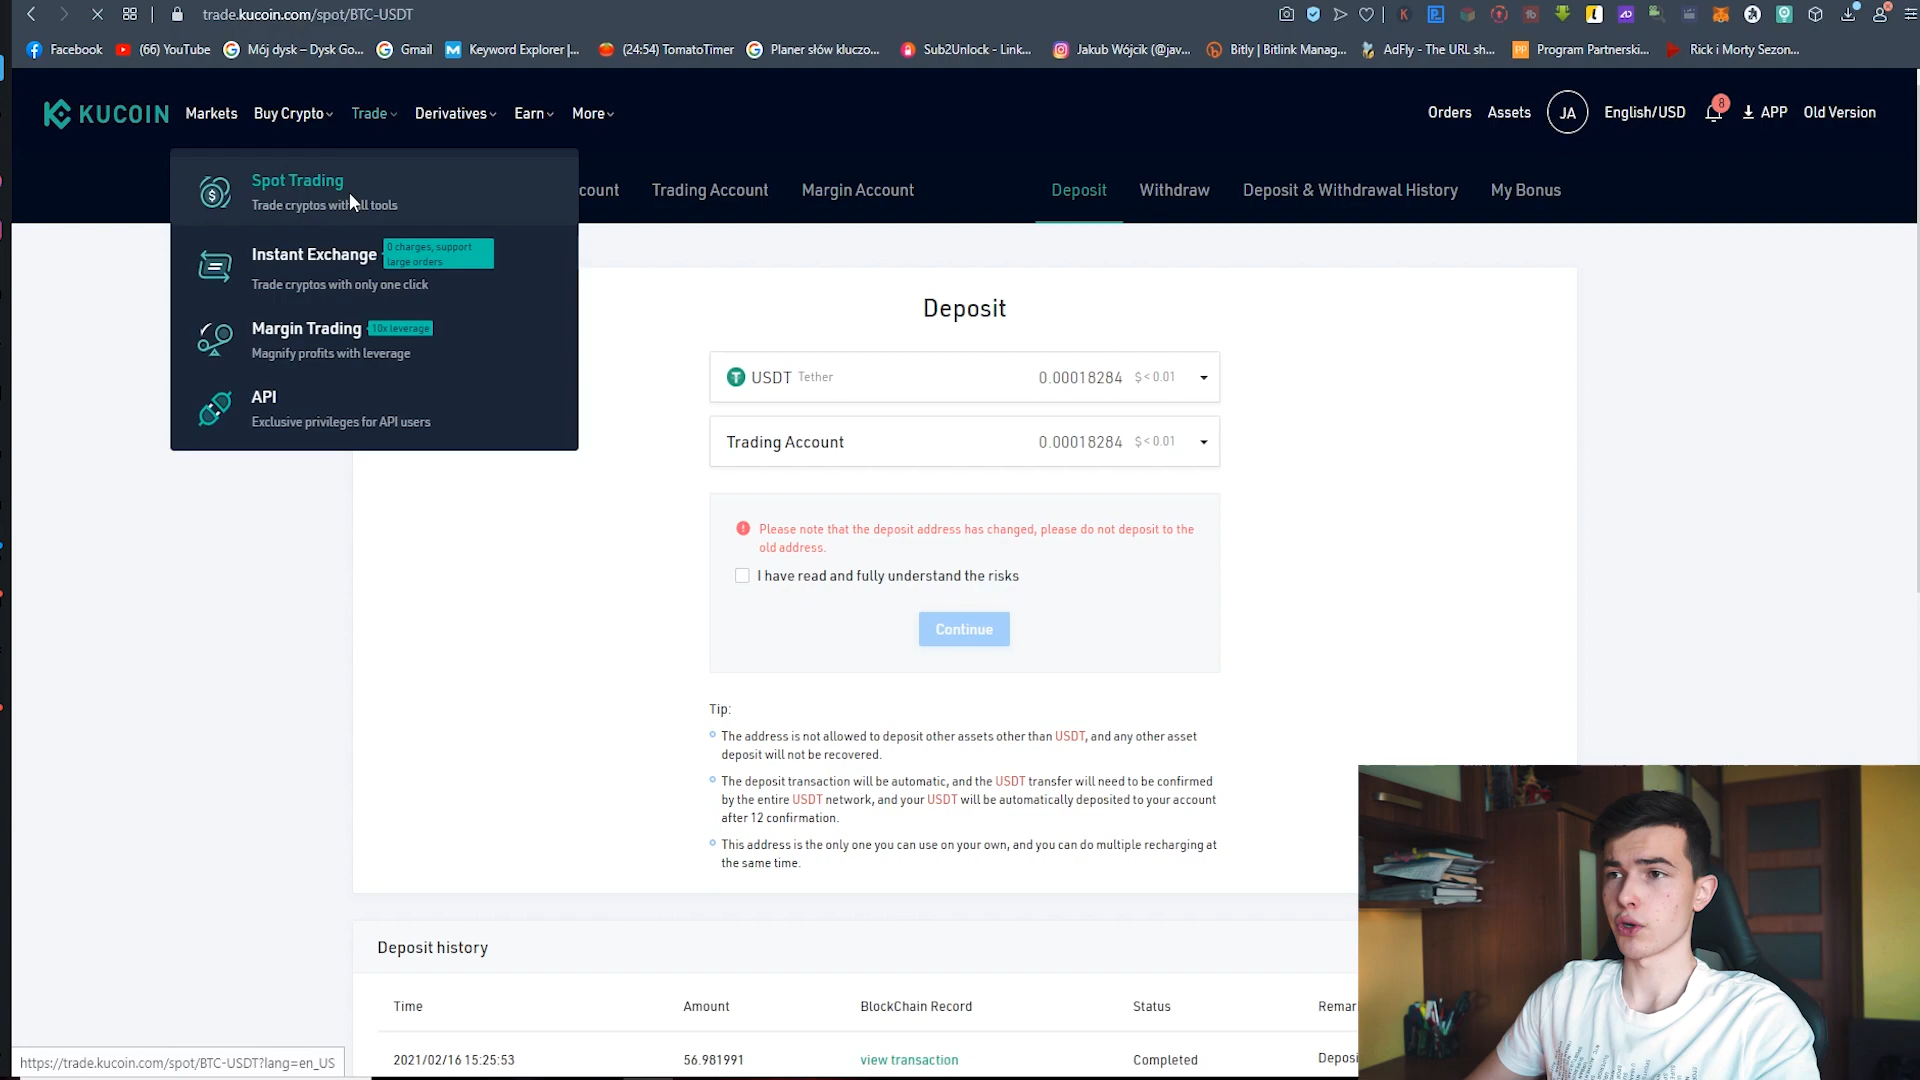 trade.kucoin.com/spot/BTC-USDT
Facebook (66) YouTube Mój dysk – Dysk Go... Gmail Keyword Explorer |... (24:54) TomatoTimer Planer słów kluczo... Sub2Unlock - Link... Jakub Wójcik (@jav... Bitly | Bitlink Manag... AdFly - The URL sh... Program Partnerski... Rick i Morty Sezon...
KUCOIN Markets Buy Crypto Trade Derivatives Earn More Orders Assets JA English/USD 8 APP Old Version
count Trading Account Margin Account Deposit Withdraw Deposit & Withdrawal History My Bonus
Spot Trading
Trade cryptos with all tools
Instant Exchange 0 charges, support
large orders
Trade cryptos with only one click
Margin Trading 10x leverage
Magnify profits with leverage
API
Exclusive privileges for API users
Deposit
USDT Tether 0.00018284 $ < 0.01
Trading Account 0.00018284 $ < 0.01
Please note that the deposit address has changed, please do not deposit to the
old address.
I have read and fully understand the risks
Continue
Tip:
The address is not allowed to deposit other assets other than USDT, and any other asset
deposit will not be recovered.
The deposit transaction will be automatic, and the USDT transfer will need to be confirmed
by the entire USDT network, and your USDT will be automatically deposited to your account
after 12 confirmation.
This address is the only one you can use on your own, and you can do multiple recharging at
the same time.
Deposit history
Time Amount BlockChain Record Status Remar
2021/02/16 15:25:53 56.981991 view transaction Completed Deposi
https://trade.kucoin.com/spot/BTC-USDT?lang=en_US